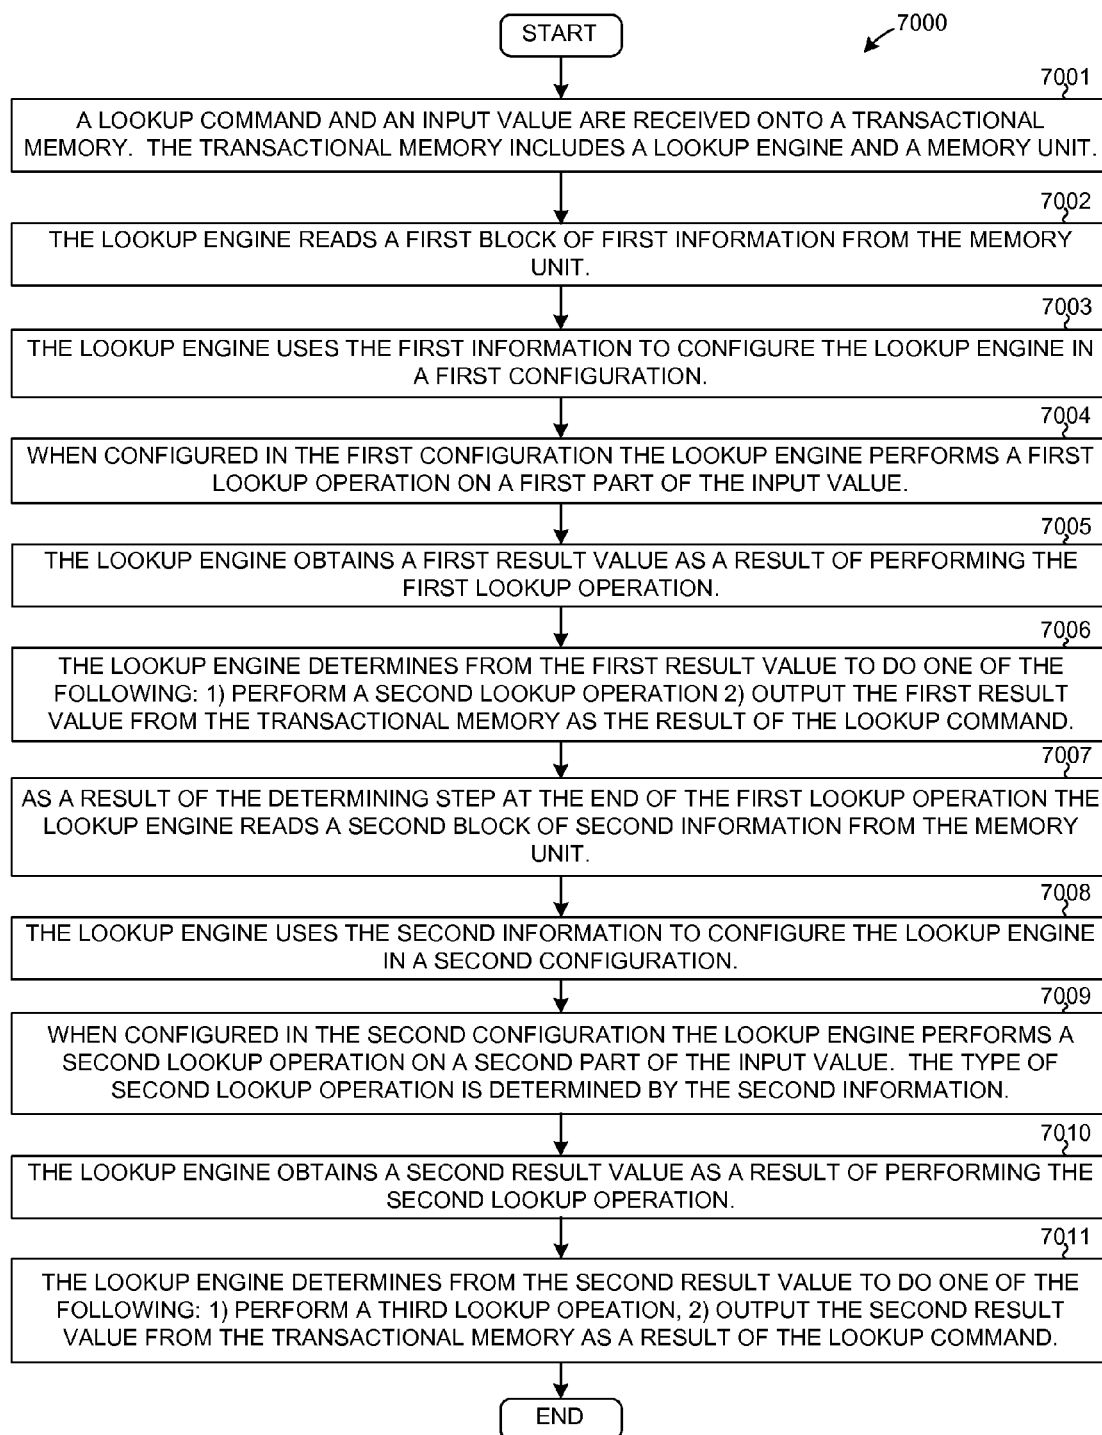 START
7000
7001
A LOOKUP COMMAND AND AN INPUT VALUE ARE RECEIVED ONTO A TRANSACTIONAL
MEMORY. THE TRANSACTIONAL MEMORY INCLUDES A LOOKUP ENGINE AND A MEMORY UNIT.
7002
THE LOOKUP ENGINE READS A FIRST BLOCK OF FIRST INFORMATION FROM THE MEMORY
UNIT.
7003
THE LOOKUP ENGINE USES THE FIRST INFORMATION TO CONFIGURE THE LOOKUP ENGINE IN
A FIRST CONFIGURATION.
7004
WHEN CONFIGURED IN THE FIRST CONFIGURATION THE LOOKUP ENGINE PERFORMS A FIRST
LOOKUP OPERATION ON A FIRST PART OF THE INPUT VALUE.
7005
THE LOOKUP ENGINE OBTAINS A FIRST RESULT VALUE AS A RESULT OF PERFORMING THE
FIRST LOOKUP OPERATION.
7006
THE LOOKUP ENGINE DETERMINES FROM THE FIRST RESULT VALUE TO DO ONE OF THE
FOLLOWING: 1) PERFORM A SECOND LOOKUP OPERATION 2) OUTPUT THE FIRST RESULT
VALUE FROM THE TRANSACTIONAL MEMORY AS THE RESULT OF THE LOOKUP COMMAND.
7007
AS A RESULT OF THE DETERMINING STEP AT THE END OF THE FIRST LOOKUP OPERATION THE
LOOKUP ENGINE READS A SECOND BLOCK OF SECOND INFORMATION FROM THE MEMORY
UNIT.
7008
THE LOOKUP ENGINE USES THE SECOND INFORMATION TO CONFIGURE THE LOOKUP ENGINE
IN A SECOND CONFIGURATION.
7009
WHEN CONFIGURED IN THE SECOND CONFIGURATION THE LOOKUP ENGINE PERFORMS A
SECOND LOOKUP OPERATION ON A SECOND PART OF THE INPUT VALUE. THE TYPE OF
SECOND LOOKUP OPERATION IS DETERMINED BY THE SECOND INFORMATION.
7010
THE LOOKUP ENGINE OBTAINS A SECOND RESULT VALUE AS A RESULT OF PERFORMING THE
SECOND LOOKUP OPERATION.
7011
THE LOOKUP ENGINE DETERMINES FROM THE SECOND RESULT VALUE TO DO ONE OF THE
FOLLOWING: 1) PERFORM A THIRD LOOKUP OPEATION, 2) OUTPUT THE SECOND RESULT
VALUE FROM THE TRANSACTIONAL MEMORY AS A RESULT OF THE LOOKUP COMMAND.
END